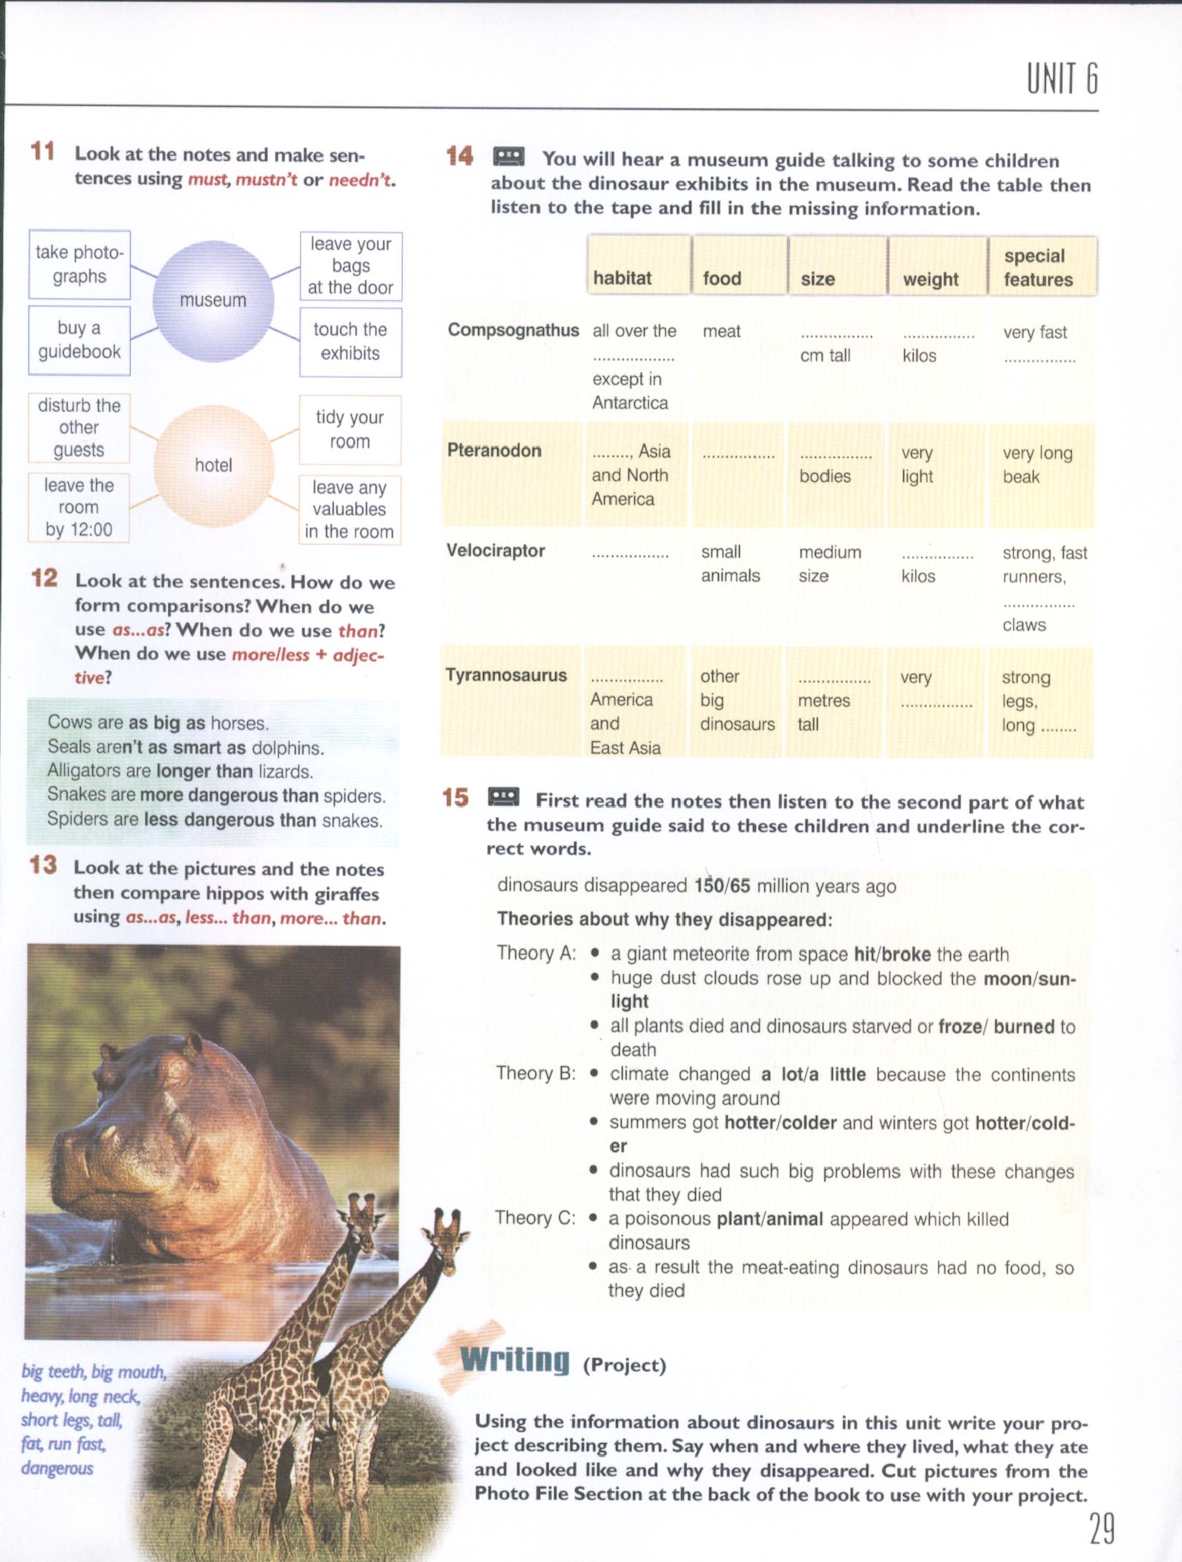 UNIT 6
11 Look at the notes and make sen-
tences using must, mustn't or needn't.
take photo-
graphs
buy a
guidebook
museum
leave your
bags
at the door
touch the
exhibits
disturb the
other
guests
leave the
room
by 12:00
hotel
tidy your
room
leave any
valuables
in the room
12 Look at the sentences. How do we
form comparisons? When do we
use as...as? When do we use than?
When do we use more/less + adjec-
tive?
Cows are as big as horses.
Seals aren't as smart as dolphins.
Alligators are longer than lizards.
Snakes are more dangerous than spiders.
Spiders are less dangerous than snakes.
13 Look at the pictures and the notes
then compare hippos with giraffes
using as...as, less... than, more... than.
big teeth, big mouth,
heavy, long neck,
short legs, tall,
fat, run fast,
dangerous
14 You will hear a museum guide talking to some children
about the dinosaur exhibits in the museum. Read the table then
listen to the tape and fill in the missing information.
habitat food size weight special
features
Compsognathus all over the meat ................ ................ very fast
.................. cm tall kilos ................
except in
Antarctica
Pteranodon ........, Asia ................ ................ very very long
and North bodies light beak
America
Velociraptor ................. small medium ................ strong, fast
animals size kilos runners,
................
claws
Tyrannosaurus ................ other ................ very strong
America big metres ................ legs,
and dinosaurs tall long ........
East Asia
15 First read the notes then listen to the second part of what
the museum guide said to these children and underline the cor-
rect words.
dinosaurs disappeared 150/65 million years ago
Theories about why they disappeared:
Theory A: • a giant meteorite from space hit/broke the earth
• huge dust clouds rose up and blocked the moon/sun-
light
• all plants died and dinosaurs starved or froze/ burned to
death
Theory B: • climate changed a lot/a little because the continents
were moving around
• summers got hotter/colder and winters got hotter/cold-
er
• dinosaurs had such big problems with these changes
that they died
Theory C: • a poisonous plant/animal appeared which killed
dinosaurs
• as a result the meat-eating dinosaurs had no food, so
they died
Writing (Project)
Using the information about dinosaurs in this unit write your pro-
ject describing them. Say when and where they lived, what they ate
and looked like and why they disappeared. Cut pictures from the
Photo File Section at the back of the book to use with your project.
29